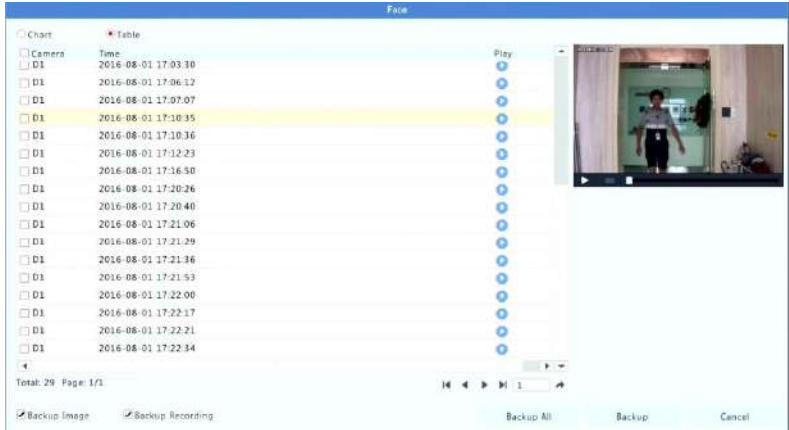 Face
Chart Table
Camera Time Play
D1 2016-08-01 17:03:30
D1 2016-08-01 17:06:12
D1 2016-08-01 17:07:07
D1 2016-08-01 17:10:35
D1 2016-08-01 17:10:36
D1 2016-08-01 17:12:23
D1 2016-08-01 17:16:50
D1 2016-08-01 17:20:26
D1 2016-08-01 17:20:40
D1 2016-08-01 17:21:06
D1 2016-08-01 17:21:29
D1 2016-08-01 17:21:36
D1 2016-08-01 17:21:53
D1 2016-08-01 17:22:00
D1 2016-08-01 17:22:17
D1 2016-08-01 17:22:21
D1 2016-08-01 17:22:34
Total: 29 Page: 1/1 1
Backup Image Backup Recording Backup All Backup Cancel